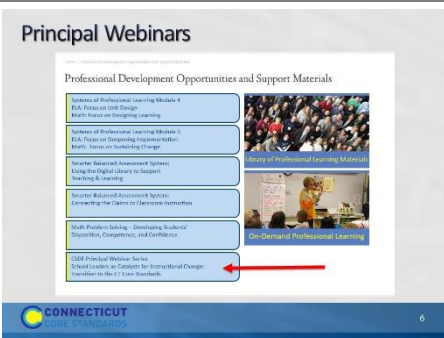 Principal Webinars
Professional Development Opportunities and Support Materials
Systems of Professional Learning Module 4
ELA: Focus on Unit Design
Math: Focus on Designing Learning
Systems of Professional Learning Module 5
ELA: Focus on Deepening Implementation
Math: Focus on Sustaining Change
Smarter Balanced Assessment System:
Using the Digital Library to Support
Teaching & Learning
Smarter Balanced Assessment System:
Connecting the Claims to Classroom Instruction
Math Problem Solving – Developing Students'
Disposition, Competence, and Confidence
CSDE Principal Webinar Series:
School Leaders as Catalysts for Instructional Change:
Transition to the CT Core Standards
Library of Professional Learning Materials
On-Demand Professional Learning
CONNECTICUT
CORE STANDARDS
6